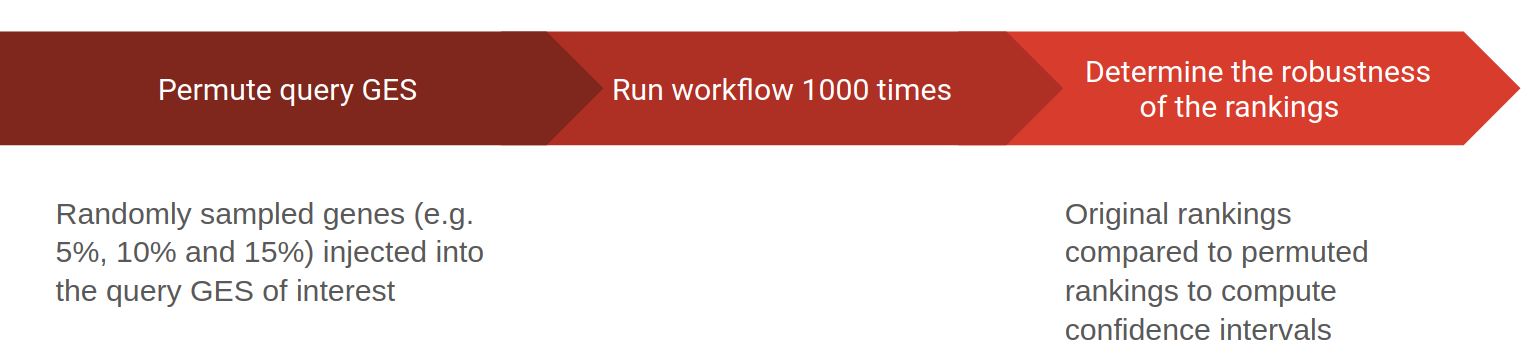 Permute query GES
Run workflow 1000 times
Determine the robustness
of the rankings
Randomly sampled genes (e.g.
5%, 10% and 15%) injected into
the query GES of interest
Original rankings
compared to permuted
rankings to compute
confidence intervals